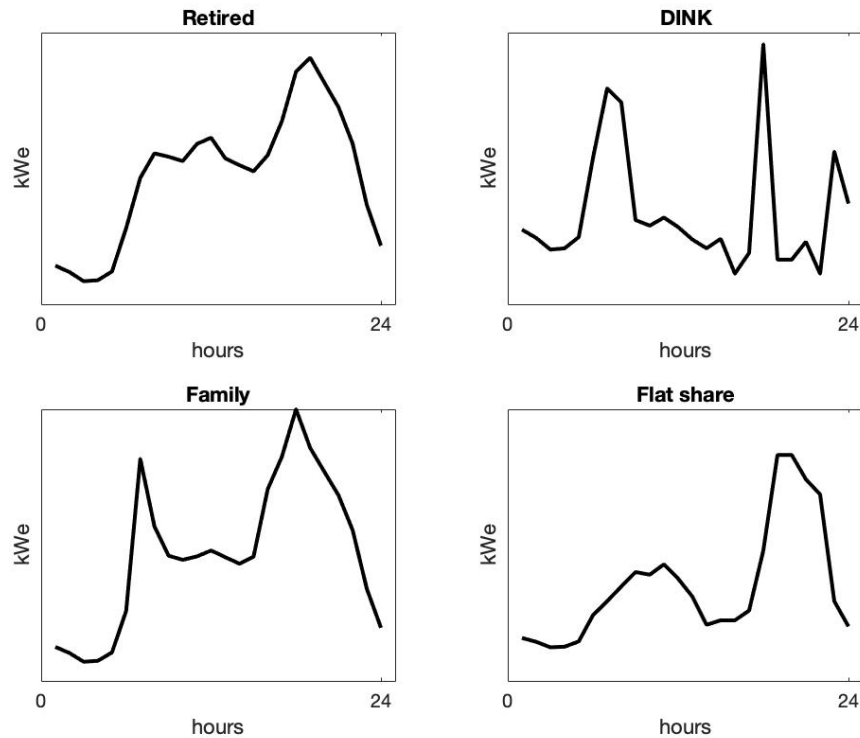 Retired
kWe
0
24
hours
DINK
kWe
0
24
hours
Family
kWe
0
24
hours
Flat share
kWe
0
24
hours